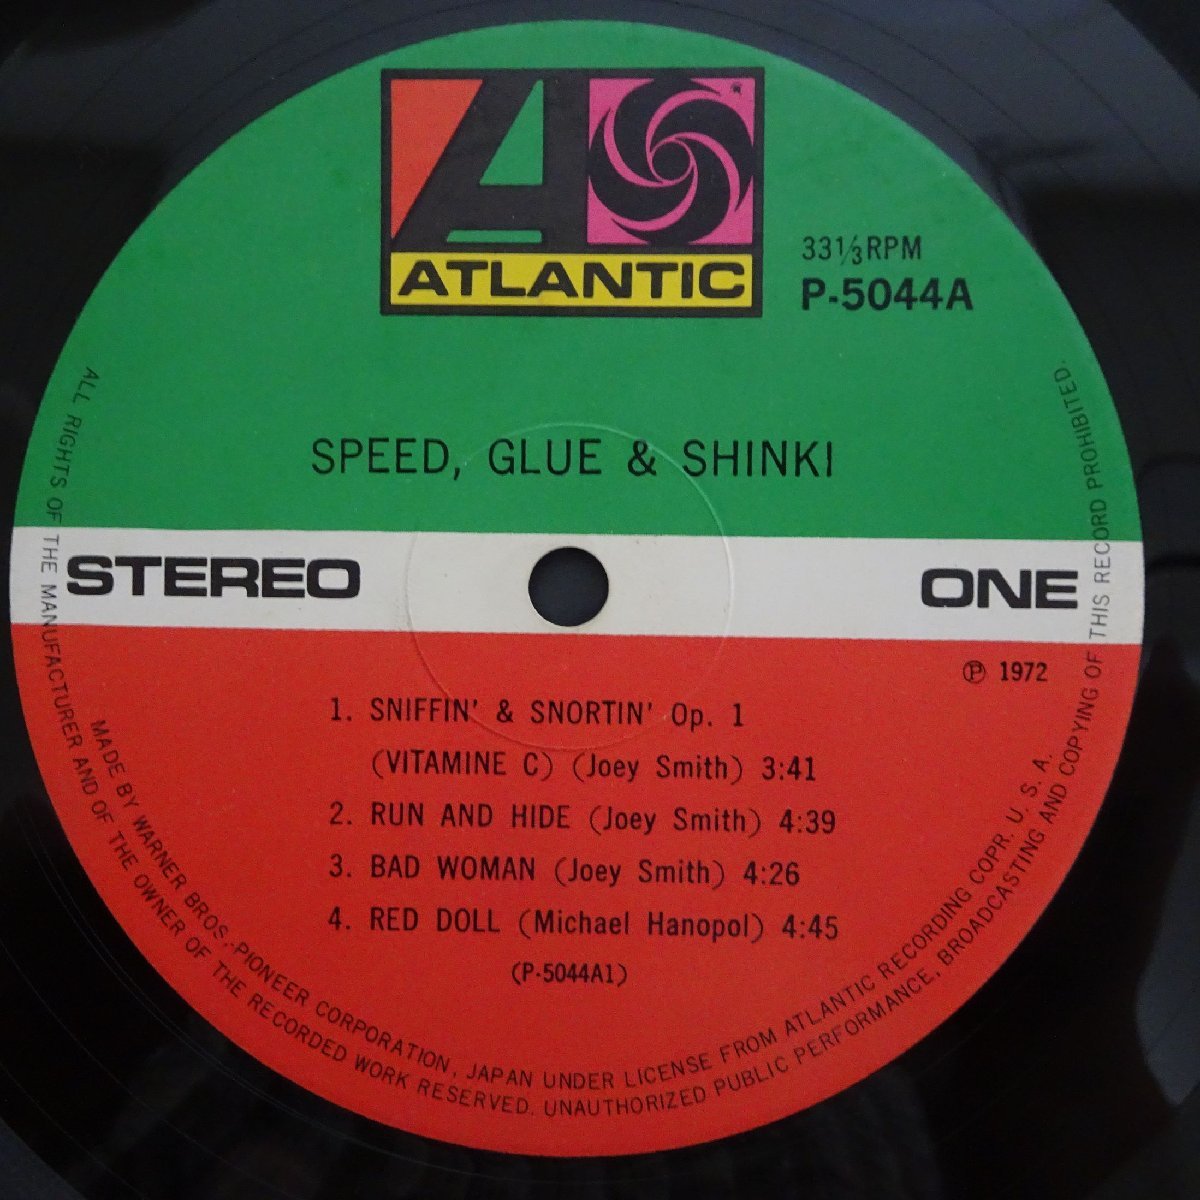 ATLANTIC
33⅓RPM
P-5044A
SPEED, GLUE & SHINKI
STEREO
ONE
Ⓟ 1972
1. SNIFFIN' & SNORTIN' Op. 1
(VITAMINE C) (Joey Smith) 3:41
2. RUN AND HIDE (Joey Smith) 4:39
3. BAD WOMAN (Joey Smith) 4:26
4. RED DOLL (Michael Hanopol) 4:45
(P-5044A1)
MADE BY WARNER BROS.-PIONEER CORPORATION, JAPAN UNDER LICENSE FROM ATLANTIC RECORDING COPR. U. S. A.
ALL RIGHTS OF THE MANUFACTURER AND OF THE OWNER OF THE RECORDED WORK RESERVED. UNAUTHORIZED PUBLIC PERFORMANCE, BROADCASTING AND COPYING OF THIS RECORD PROHIBITED.